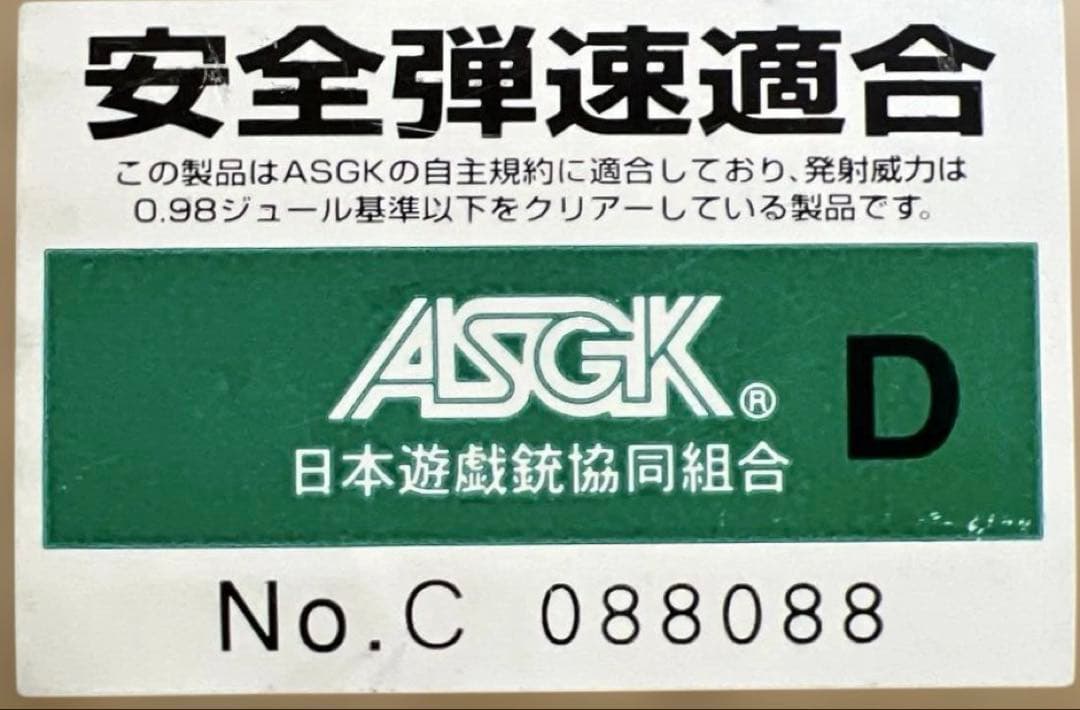 安全弾速適合
この製品はASGKの自主規約に適合しており、発射威力は
0.98ジュール基準以下をクリアーしている製品です。
ASGK®
D
日本遊戯銃協同組合
No.C 088088